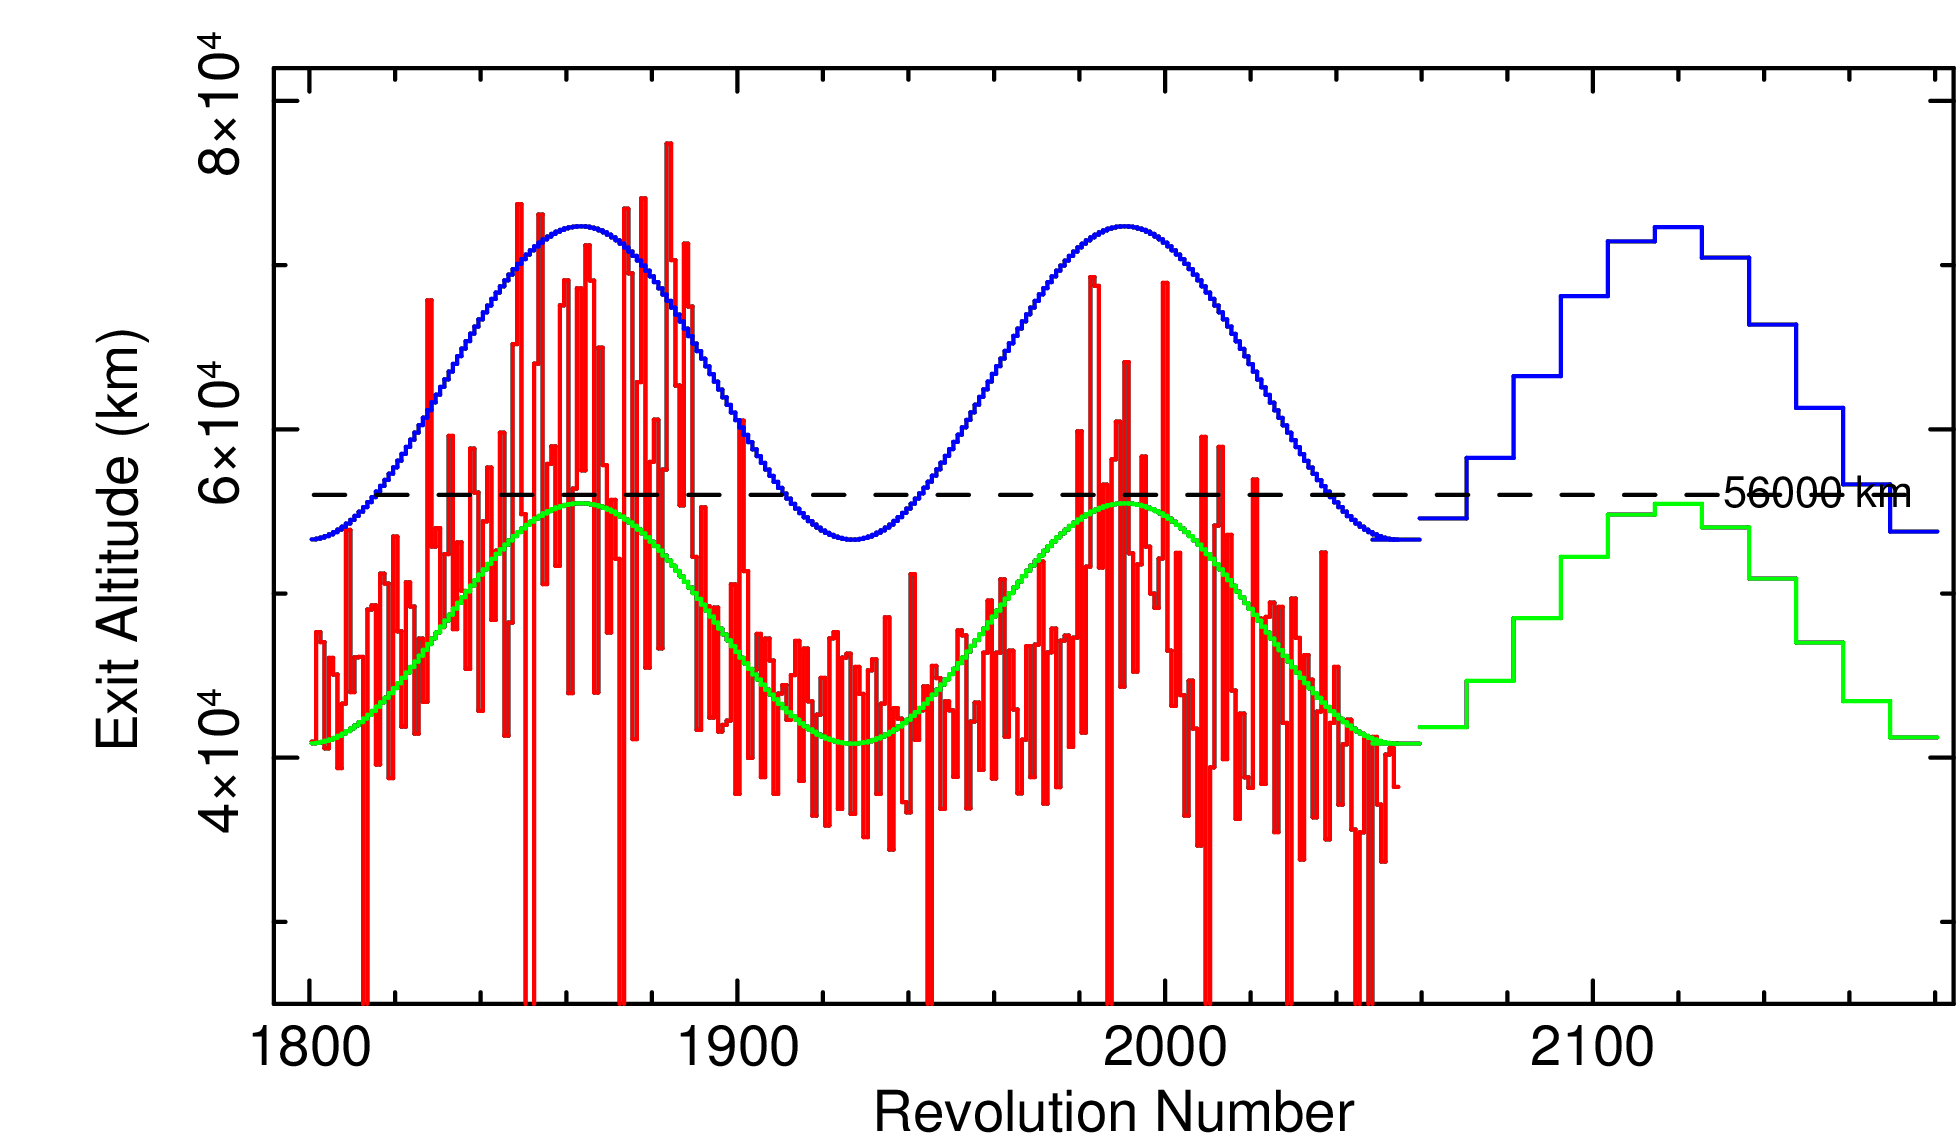 8×10⁴
6×10⁴
4×10⁴
Exit Altitude (km)
56000 km
1800 1900 2000 2100
Revolution Number